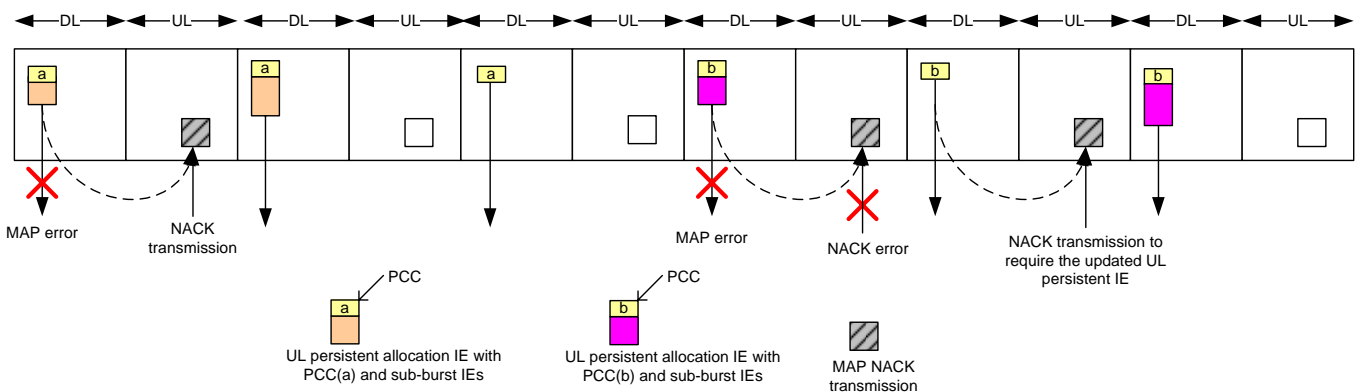 DL UL DL UL DL UL DL UL DL UL DL UL
a a a b b b
MAP error
NACK
transmission
MAP error
NACK error
NACK transmission to
require the updated UL
persistent IE
PCC
a
UL persistent allocation IE with
PCC(a) and sub-burst IEs
PCC
b
UL persistent allocation IE with
PCC(b) and sub-burst IEs
MAP NACK
transmission